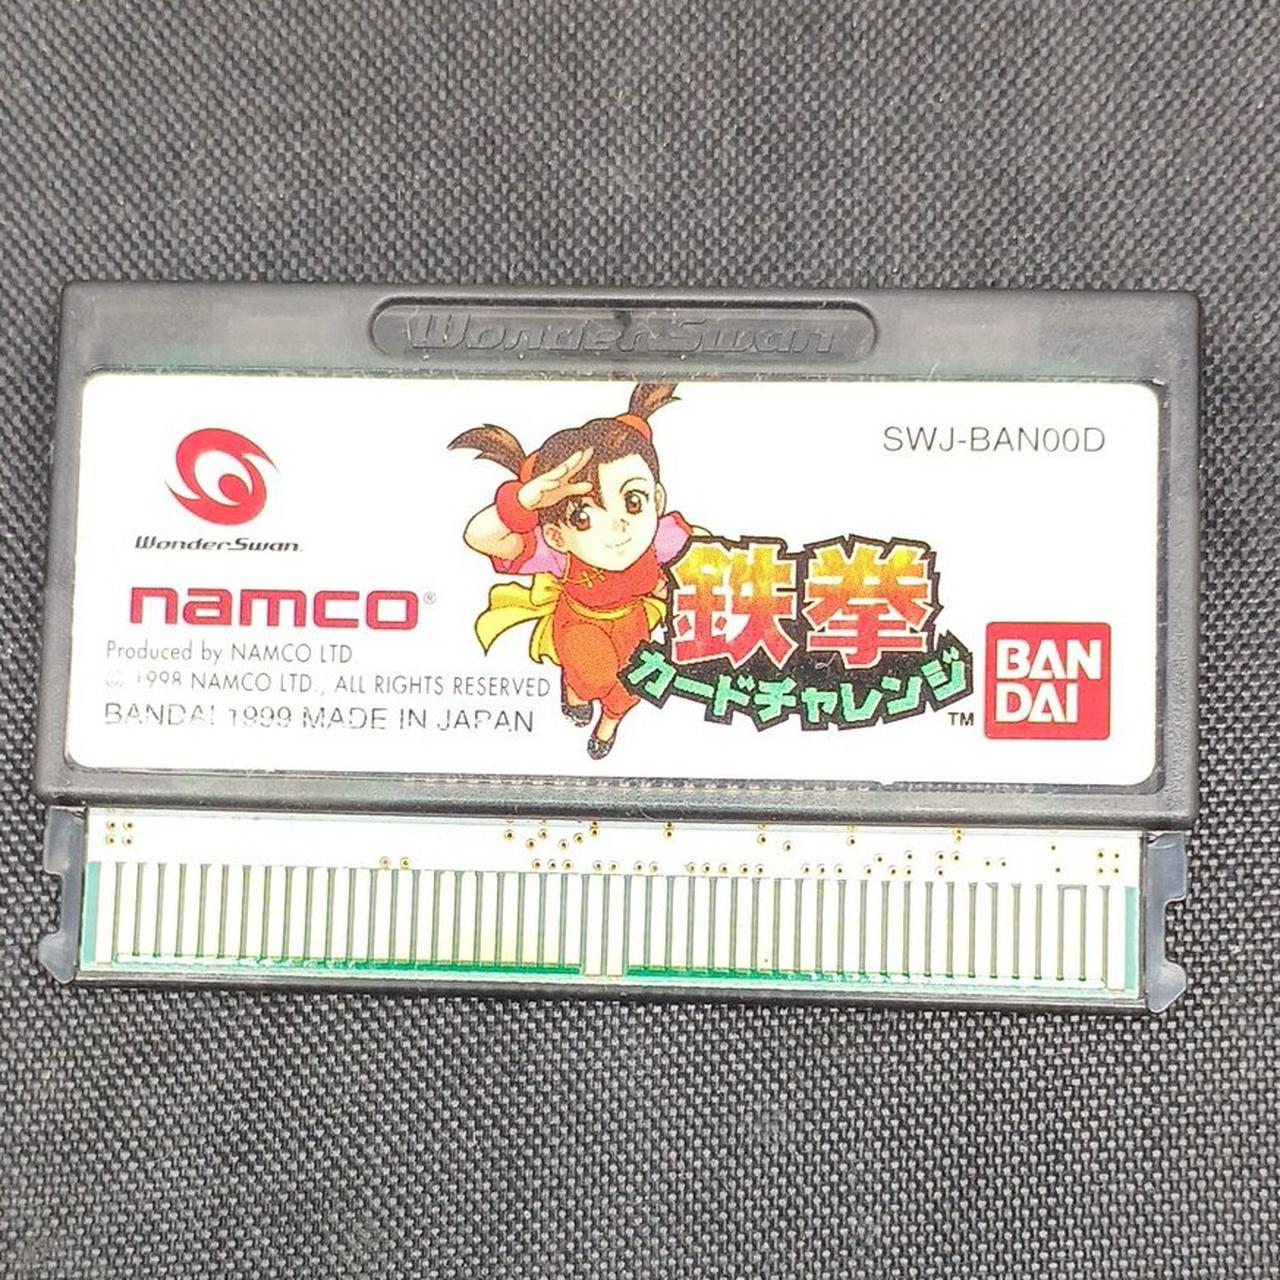 WonderSwan
SWJ-BAN00D
WonderSwan
namco®
Produced by NAMCO LTD.
© 1998 NAMCO LTD., ALL RIGHTS RESERVED
BANDAI 1999 MADE IN JAPAN
鉄拳
カードチャレンジ
TM
BAN
DAI